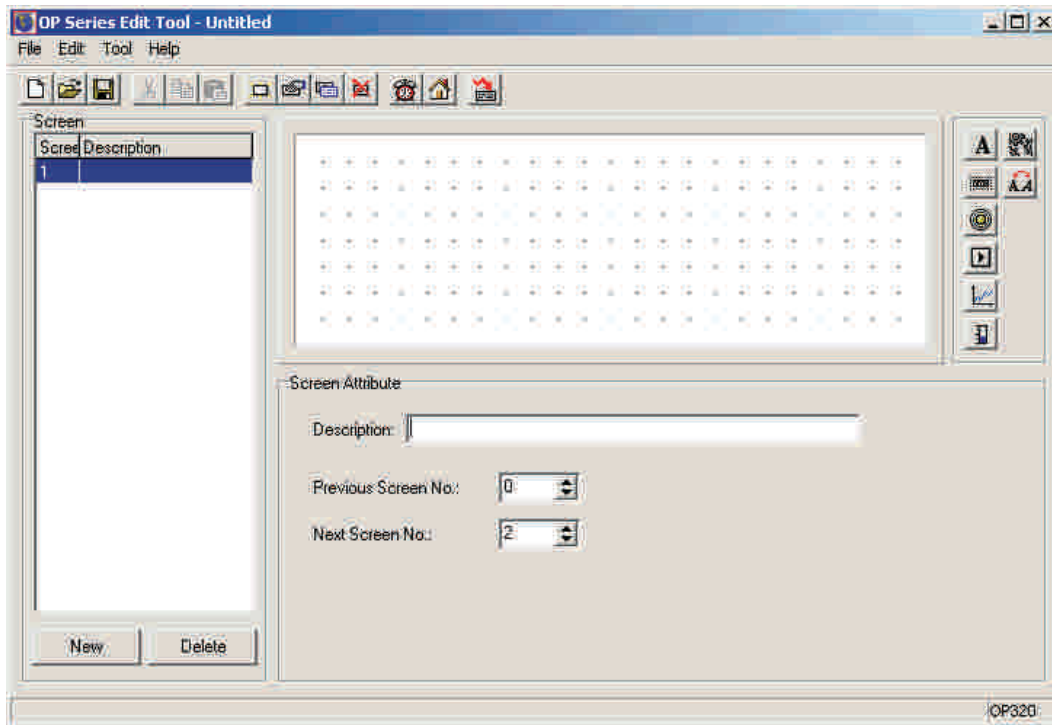 OP Series Edit Tool - Untitled
File Edit Tool Help
Screen
Scree Description
1
A
A A
Screen Attribute
Description:
Previous Screen No.: 0
Next Screen No.: 2
New Delete
OP320